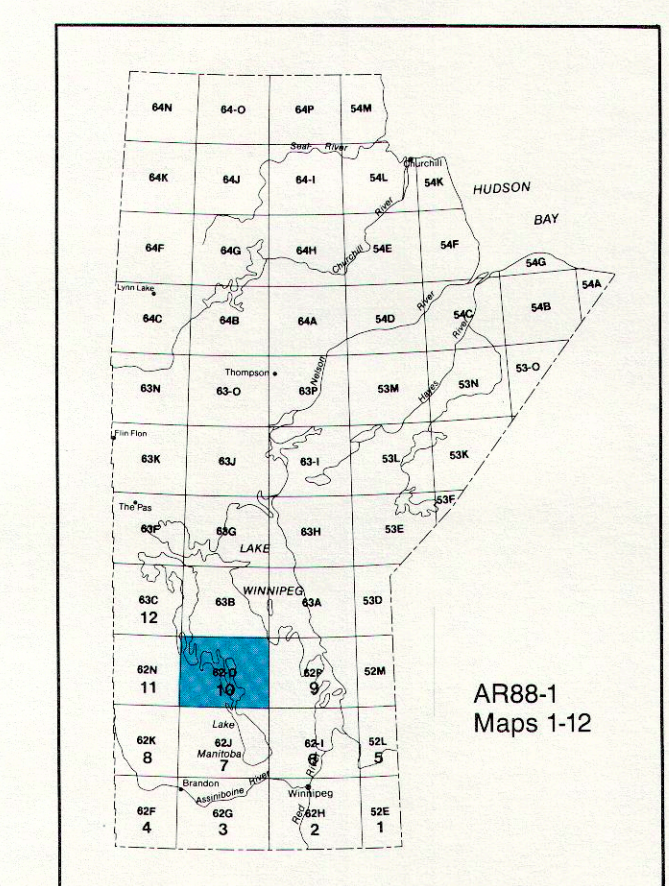 64N 64-O 64P 54M
Seal River
Churchill
64K 64J 64-I 54L 54K
HUDSON
BAY
River
64F 64G 64H 54E 54F
Churchill
54G
Lynn Lake
54A
64C 64B 64A 54D River 54C 54B
River
Thompson
Nelson
53-O
63N 63-O 63P 53M Hayes 53N
Flin Flon
63K 63J 63-I 53L 53K
The Pas
53F
63F 63G 63H 53E
LAKE
WINNIPEG
63C 63B 63A 53D
12
62N 62-O 62P 52M
11 10 9
AR88-1
Maps 1-12
Lake
62K 62J 62-I 52L
Manitoba
8 7 6 5
River
Brandon River
Assiniboine
Winnipeg
Red
62F 62G 62H 52E
4 3 2 1